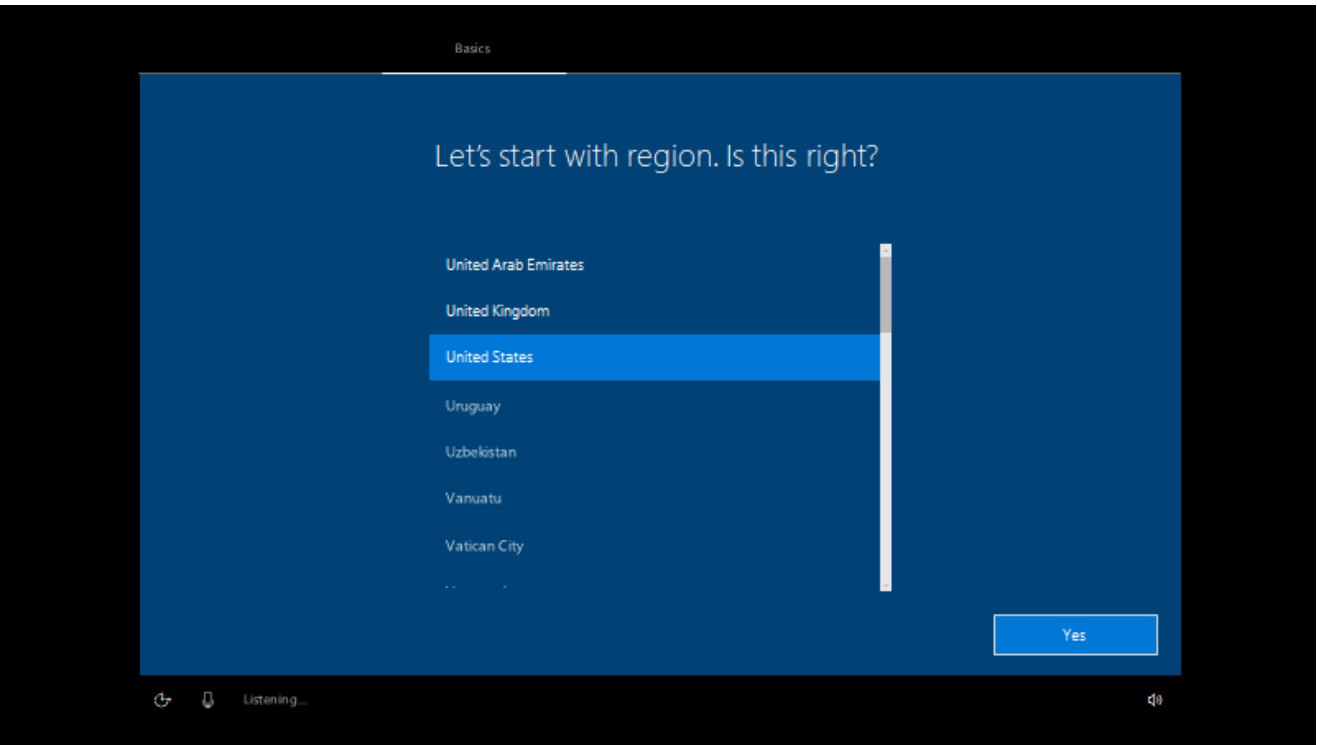 Basics
Let's start with region. Is this right?
United Arab Emirates
United Kingdom
United States
Uruguay
Uzbekistan
Vanuatu
Vatican City
Yes
Listening...